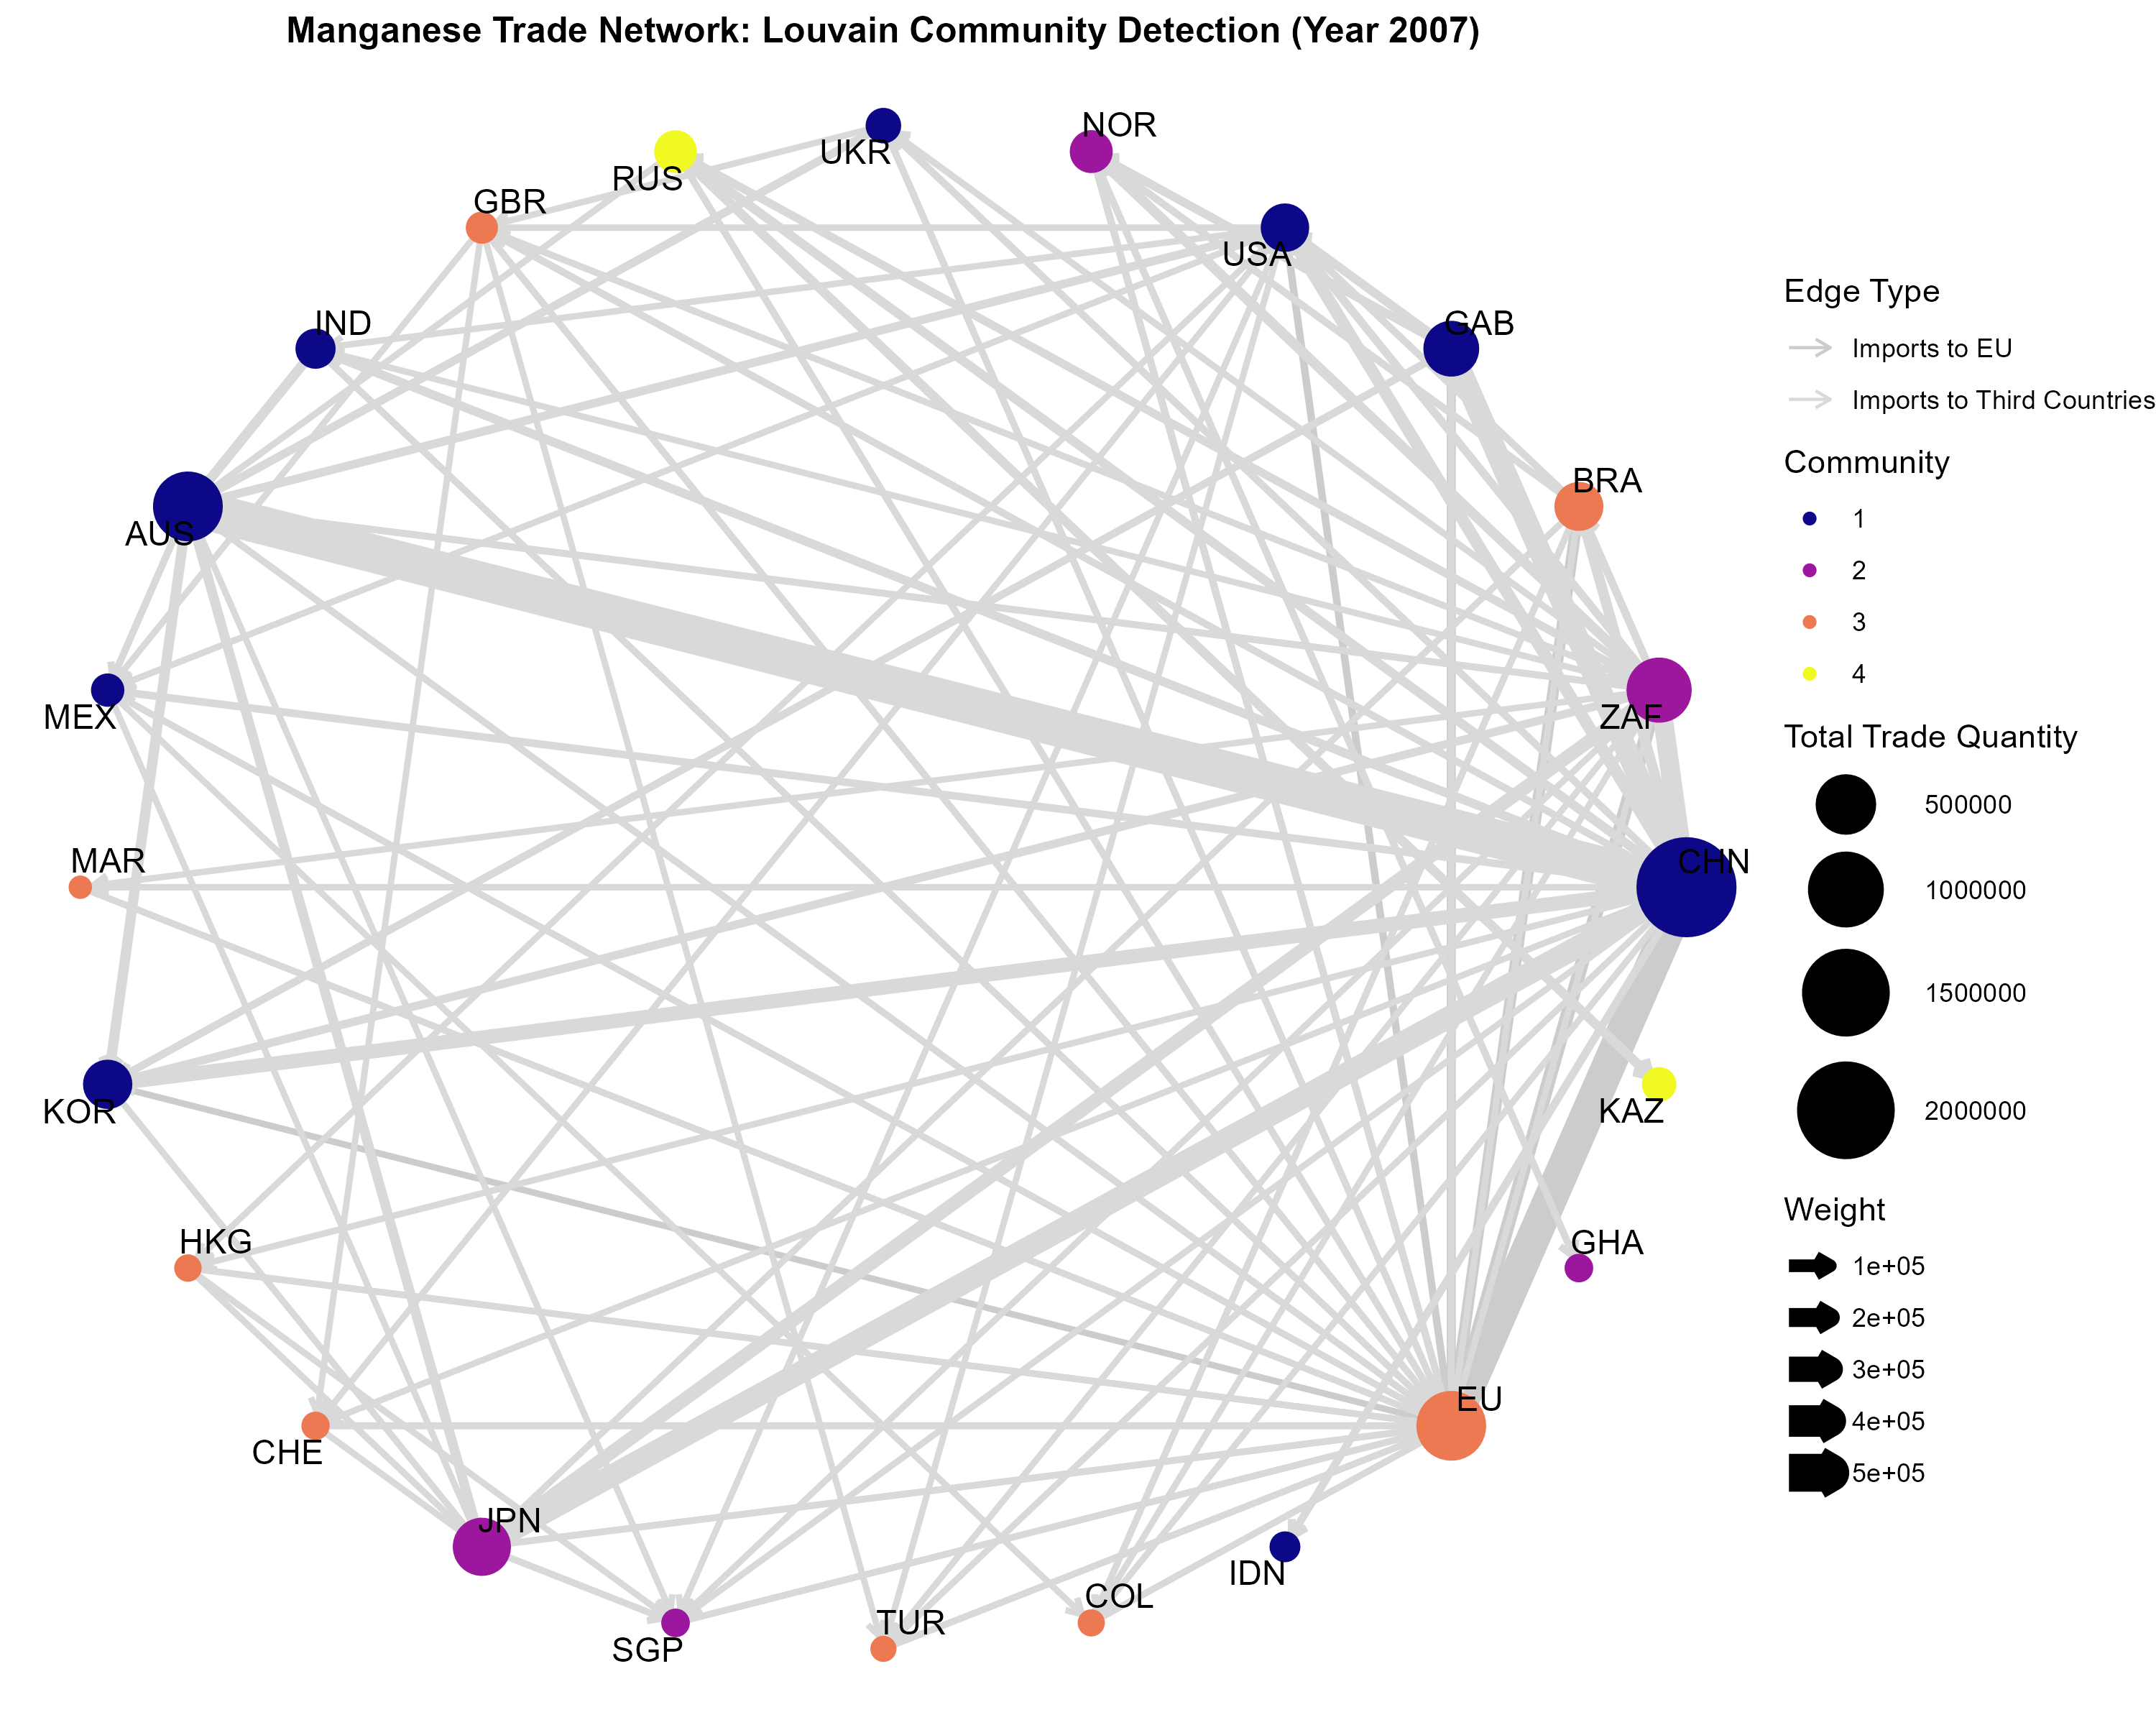 Manganese Trade Network: Louvain Community Detection (Year 2007)
NOR
UKR
RUS
GBR
USA
GAB
IND
BRA
AUS
ZAF
MEX
MAR
CHN
KOR
KAZ
HKG
GHA
CHE
EU
JPN
IDN
COL
TUR
SGP
Edge Type
Imports to EU
Imports to Third Countries
Community
1
2
3
4
Total Trade Quantity
500000
1000000
1500000
2000000
Weight
1e+05
2e+05
3e+05
4e+05
5e+05